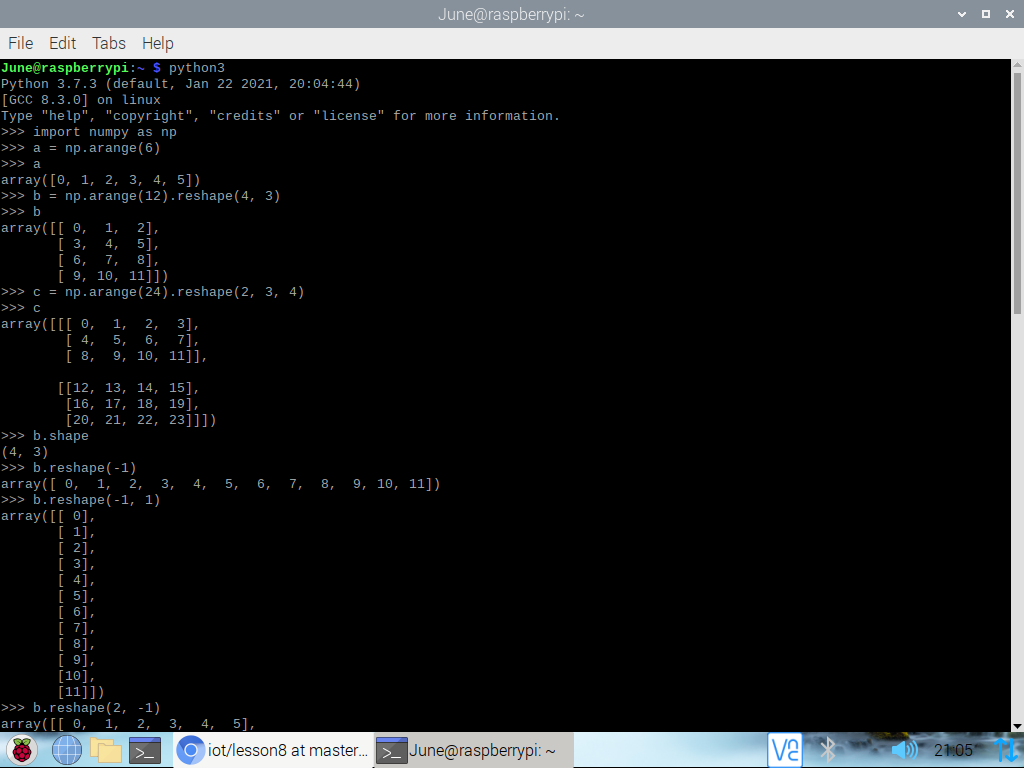 June@raspberrypi: ~
File Edit Tabs Help
June@raspberrypi:~ $ python3
Python 3.7.3 (default, Jan 22 2021, 20:04:44)
[GCC 8.3.0] on linux
Type "help", "copyright", "credits" or "license" for more information.
>>> import numpy as np
>>> a = np.arange(6)
>>> a
array([0, 1, 2, 3, 4, 5])
>>> b = np.arange(12).reshape(4, 3)
>>> b
array([[ 0,  1,  2],
       [ 3,  4,  5],
       [ 6,  7,  8],
       [ 9, 10, 11]])
>>> c = np.arange(24).reshape(2, 3, 4)
>>> c
array([[[ 0,  1,  2,  3],
        [ 4,  5,  6,  7],
        [ 8,  9, 10, 11]],

       [[12, 13, 14, 15],
        [16, 17, 18, 19],
        [20, 21, 22, 23]]])
>>> b.shape
(4, 3)
>>> b.reshape(-1)
array([ 0,  1,  2,  3,  4,  5,  6,  7,  8,  9, 10, 11])
>>> b.reshape(-1, 1)
array([[ 0],
       [ 1],
       [ 2],
       [ 3],
       [ 4],
       [ 5],
       [ 6],
       [ 7],
       [ 8],
       [ 9],
       [10],
       [11]])
>>> b.reshape(2, -1)
array([[ 0,  1,  2,  3,  4,  5],
iot/lesson8 at master... June@raspberrypi: ~ 21:05